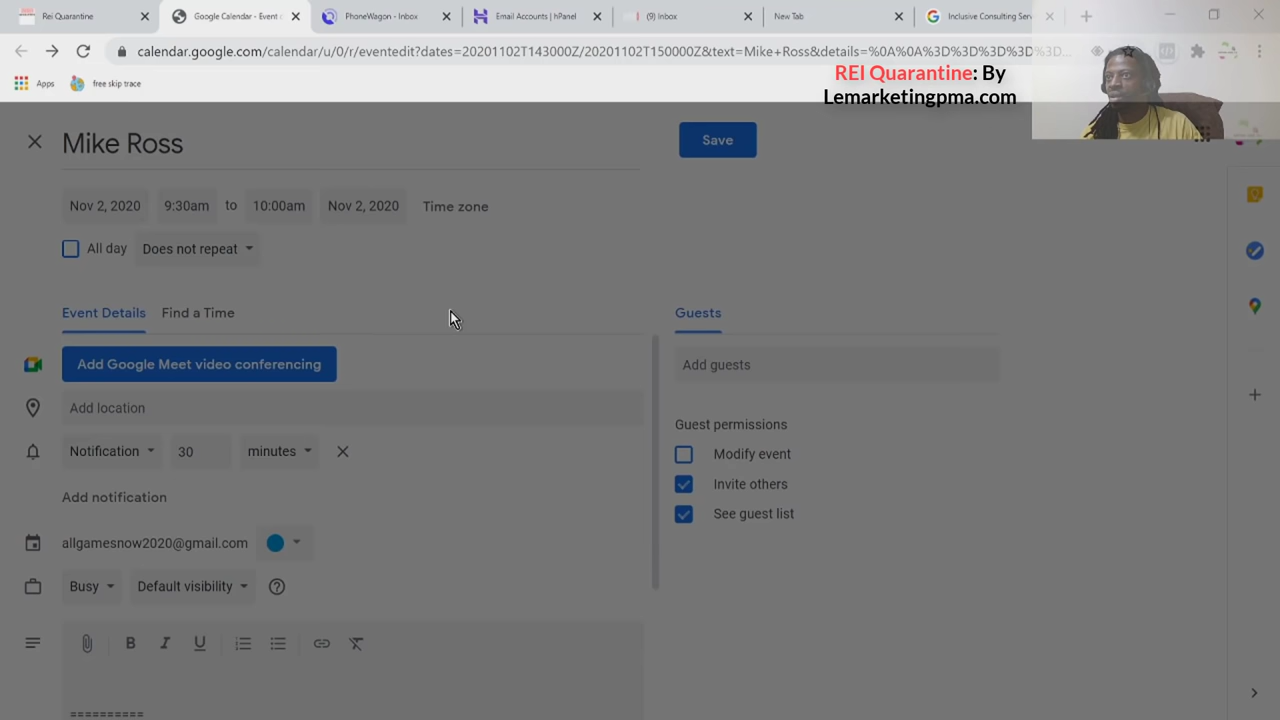 Rei Quarantine
Google Calendar - Event
PhoneWagon - Inbox
Email Accounts | hPanel
(9) Inbox
New Tab
Inclusive Consulting Serv
calendar.google.com/calendar/u/0/r/eventedit?dates=20201102T143000Z/20201102T150000Z&text=Mike+Ross&details=%0A%0A%3D%3D%3D%3D%3D%3D...
Apps
free skip trace
REI Quarantine: By
Lemarketingpma.com
Mike Ross
Save
Nov 2, 2020 9:30am to 10:00am Nov 2, 2020 Time zone
All day Does not repeat
Event Details Find a Time
Guests
Add Google Meet video conferencing
Add guests
Add location
Guest permissions
Notification 30 minutes
Modify event
Invite others
Add notification
See guest list
allgamesnow2020@gmail.com
Busy Default visibility
B I U
==========